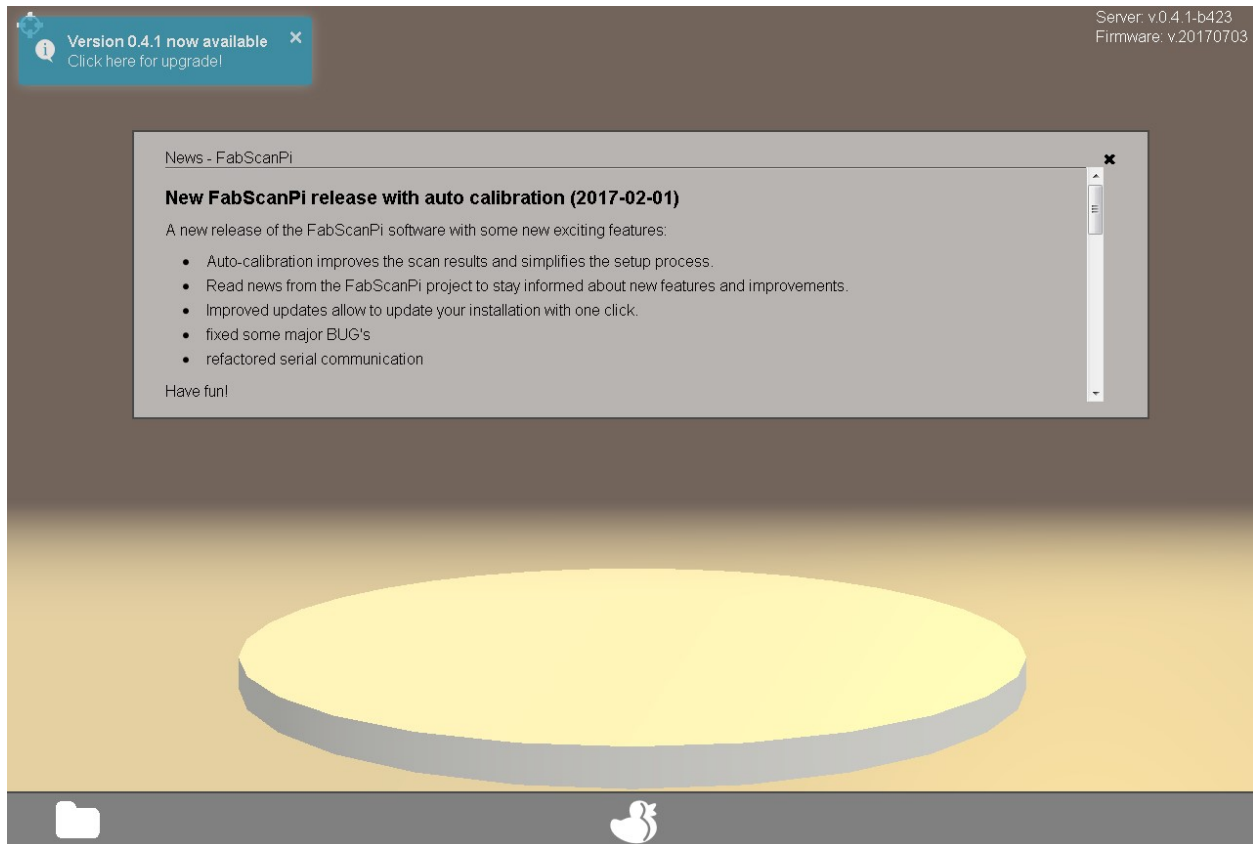 Version 0.4.1 now available
Click here for upgrade!
Server: v.0.4.1-b423
Firmware: v.20170703
News - FabScanPi
New FabScanPi release with auto calibration (2017-02-01)
A new release of the FabScanPi software with some new exciting features:
Auto-calibration improves the scan results and simplifies the setup process.
Read news from the FabScanPi project to stay informed about new features and improvements.
Improved updates allow to update your installation with one click.
fixed some major BUG's
refactored serial communication
Have fun!